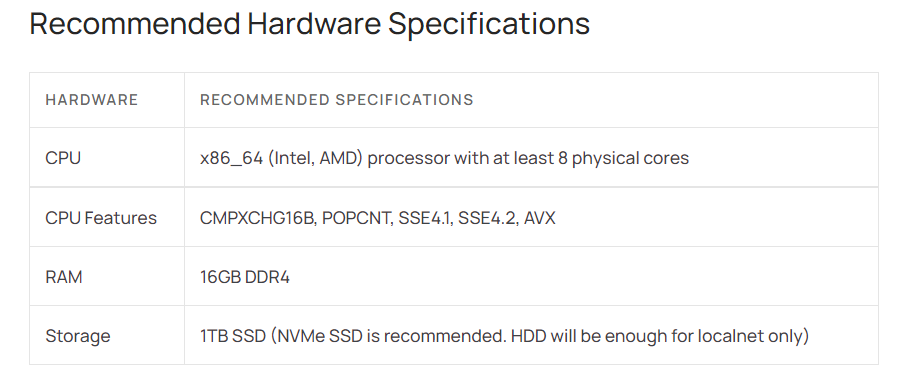 Recommended Hardware Specifications
HARDWARE RECOMMENDED SPECIFICATIONS
CPU x86_64 (Intel, AMD) processor with at least 8 physical cores
CPU Features CMPXCHG16B, POPCNT, SSE4.1, SSE4.2, AVX
RAM 16GB DDR4
Storage 1TB SSD (NVMe SSD is recommended. HDD will be enough for localnet only)